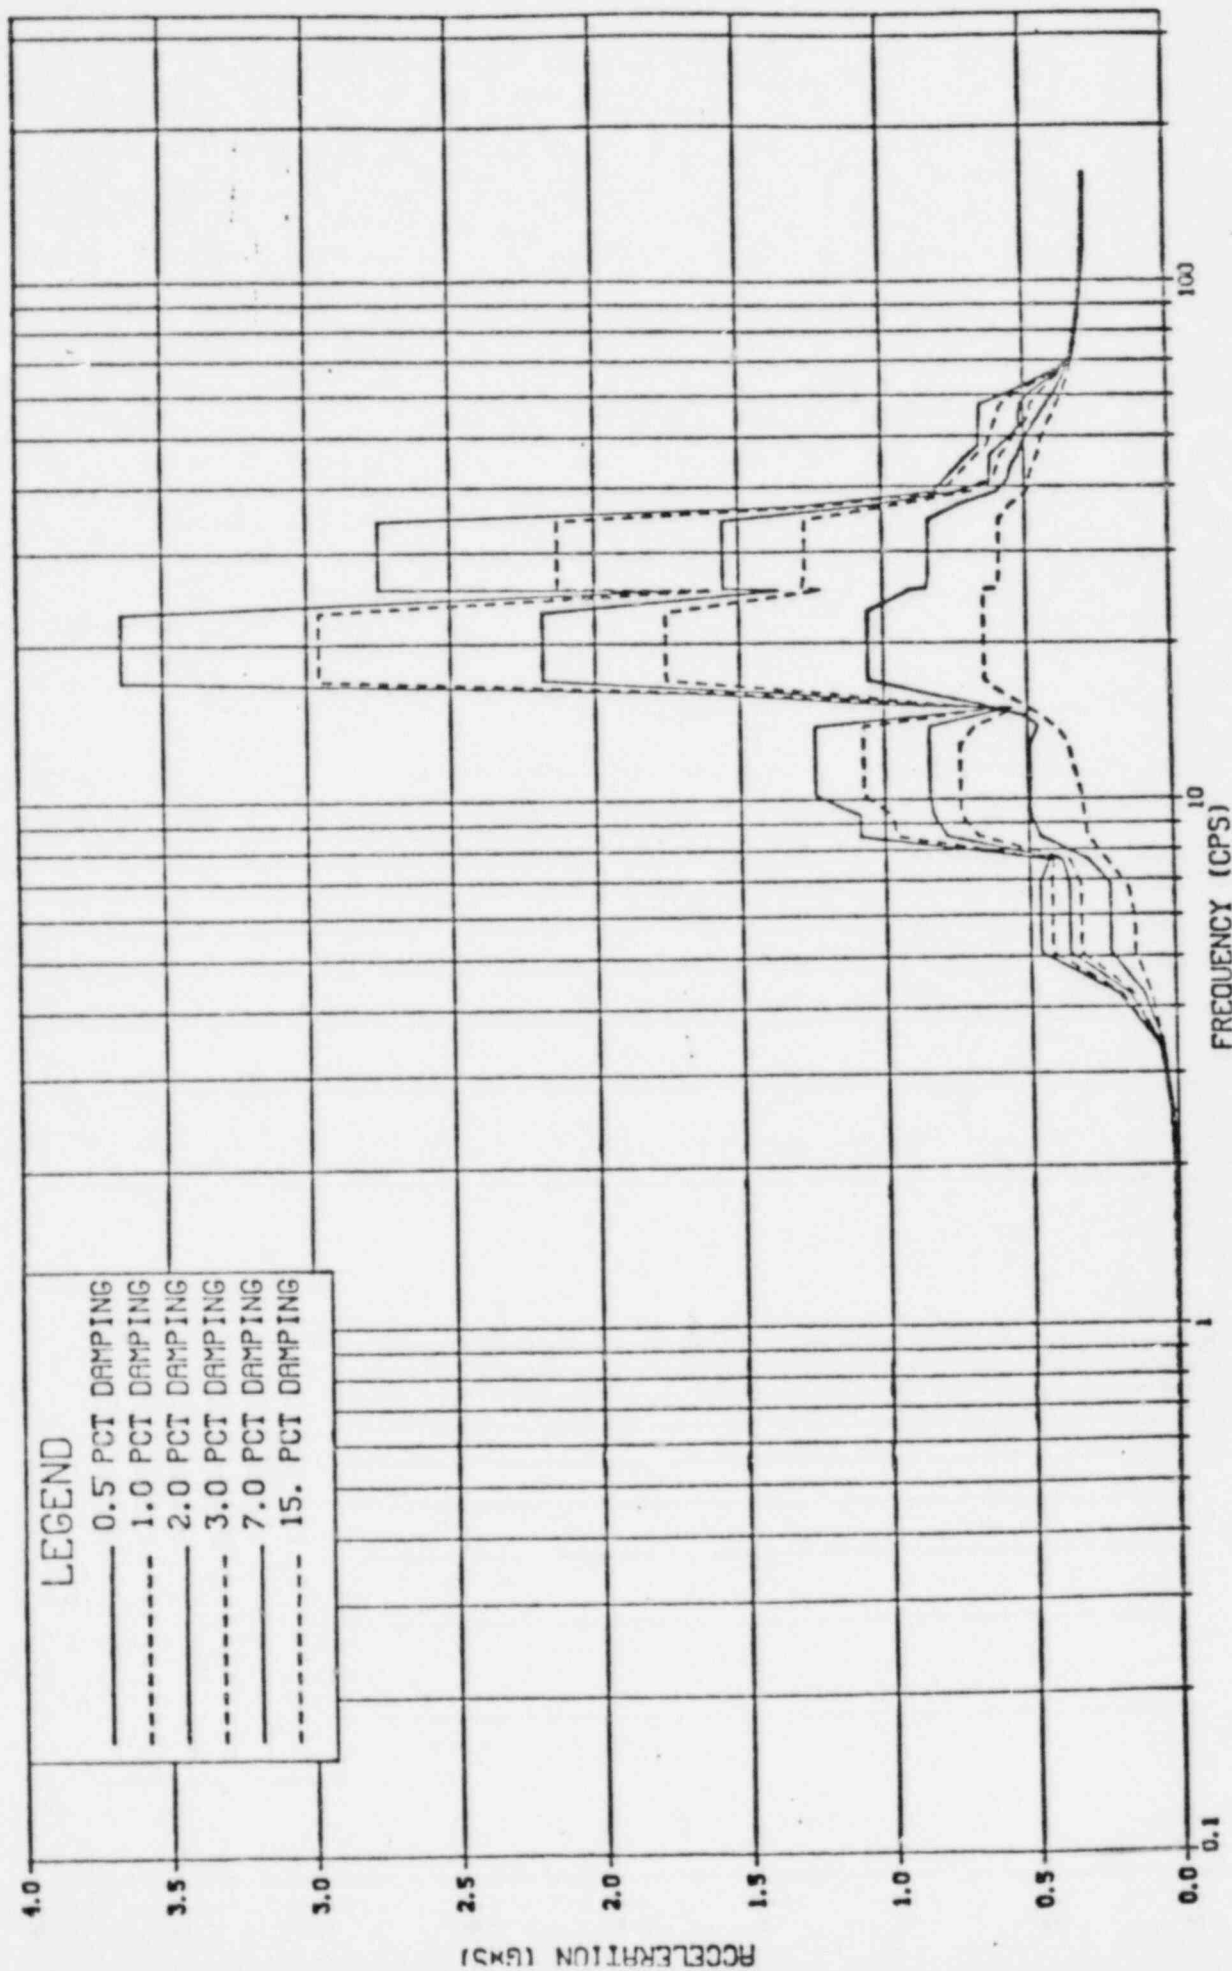 LEGEND
0.5 PCT DAMPING
1.0 PCT DAMPING
2.0 PCT DAMPING
3.0 PCT DAMPING
7.0 PCT DAMPING
15. PCT DAMPING
4.0
3.5
3.0
2.5
2.0
1.5
1.0
0.5
0.0
ACCELERATION (G*S)
0.1
1
10
100
FREQUENCY (CPS)